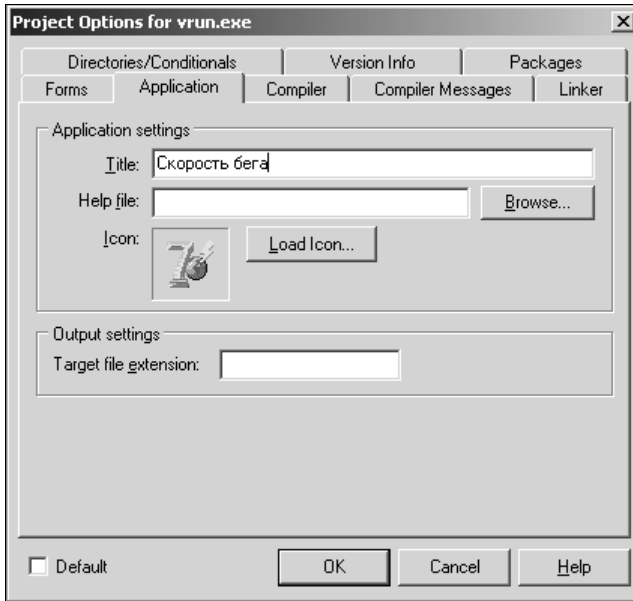 Project Options for vrun.exe
Directories/Conditionals Version Info Packages
Forms Application Compiler Compiler Messages Linker
Application settings
Title: Скорость бега
Help file: Browse...
Icon: 7 Load Icon...
Output settings
Target file extension:
Default OK Cancel Help